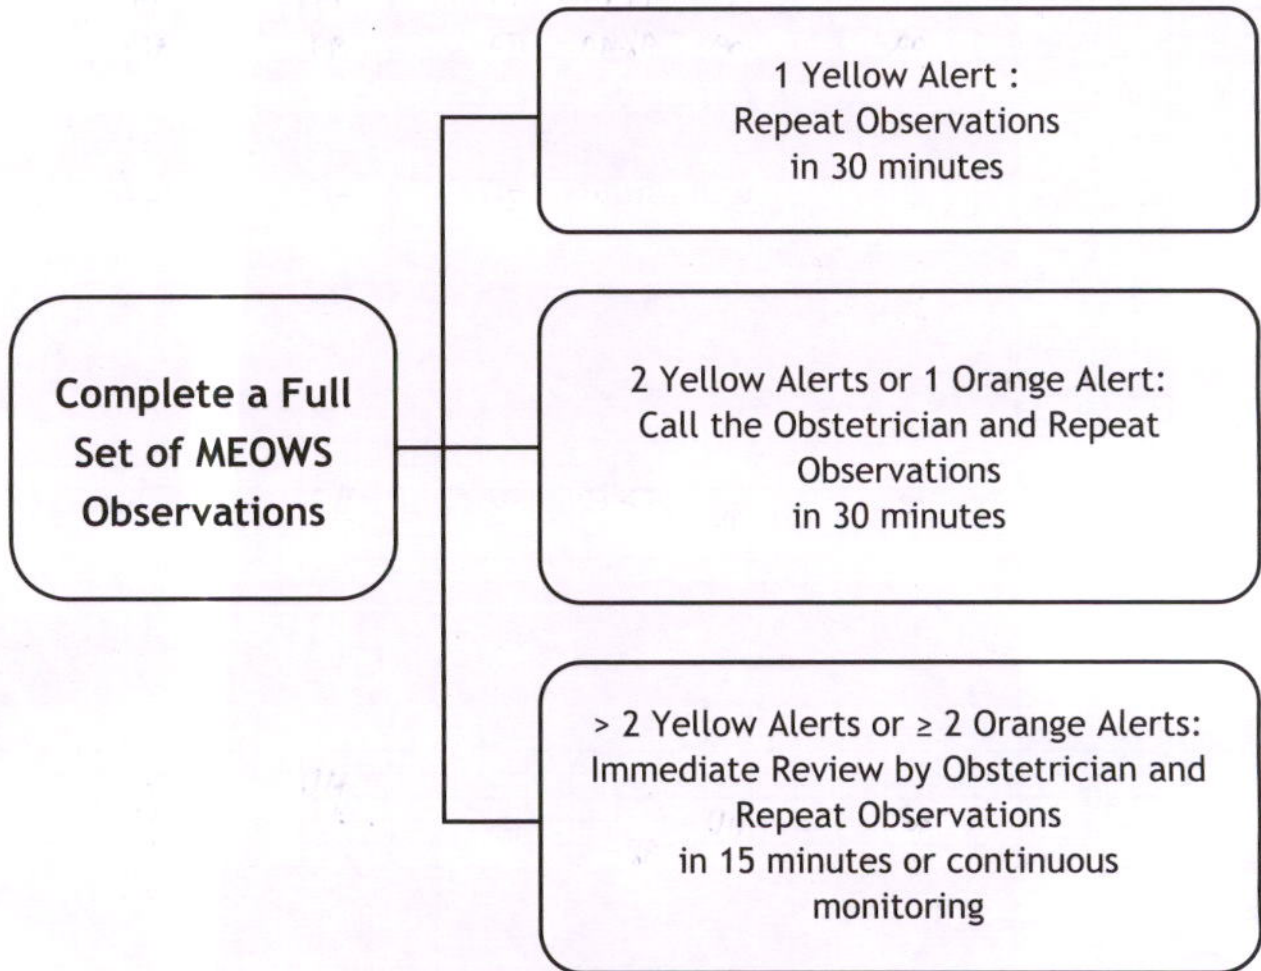 Complete a Full
Set of MEOWS
Observations
1 Yellow Alert :
Repeat Observations
in 30 minutes
2 Yellow Alerts or 1 Orange Alert:
Call the Obstetrician and Repeat
Observations
in 30 minutes
> 2 Yellow Alerts or ≥ 2 Orange Alerts:
Immediate Review by Obstetrician and
Repeat Observations
in 15 minutes or continuous
monitoring